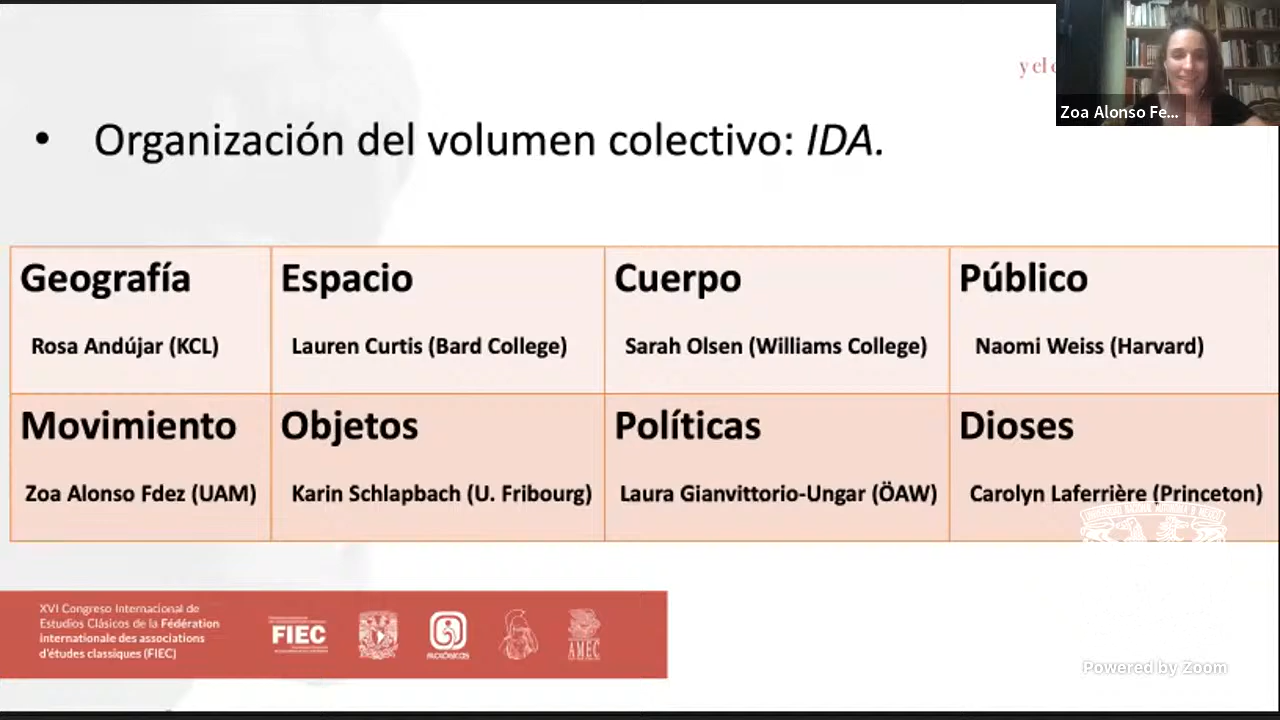 y el
Zoa Alonso Fe...
• Organización del volumen colectivo: IDA.
Geografía
Rosa Andújar (KCL)
Espacio
Lauren Curtis (Bard College)
Cuerpo
Sarah Olsen (Williams College)
Público
Naomi Weiss (Harvard)
Movimiento
Zoa Alonso Fdez (UAM)
Objetos
Karin Schlapbach (U. Fribourg)
Políticas
Laura Gianvittorio-Ungar (ÖAW)
Dioses
Carolyn Laferrière (Princeton)
XVI Congreso Internacional de
Estudios Clásicos de la Fédération
internationale des associations
d'études classiques (FIEC)
FIEC
FILOLÓGICAS
AMEC
Powered by Zoom